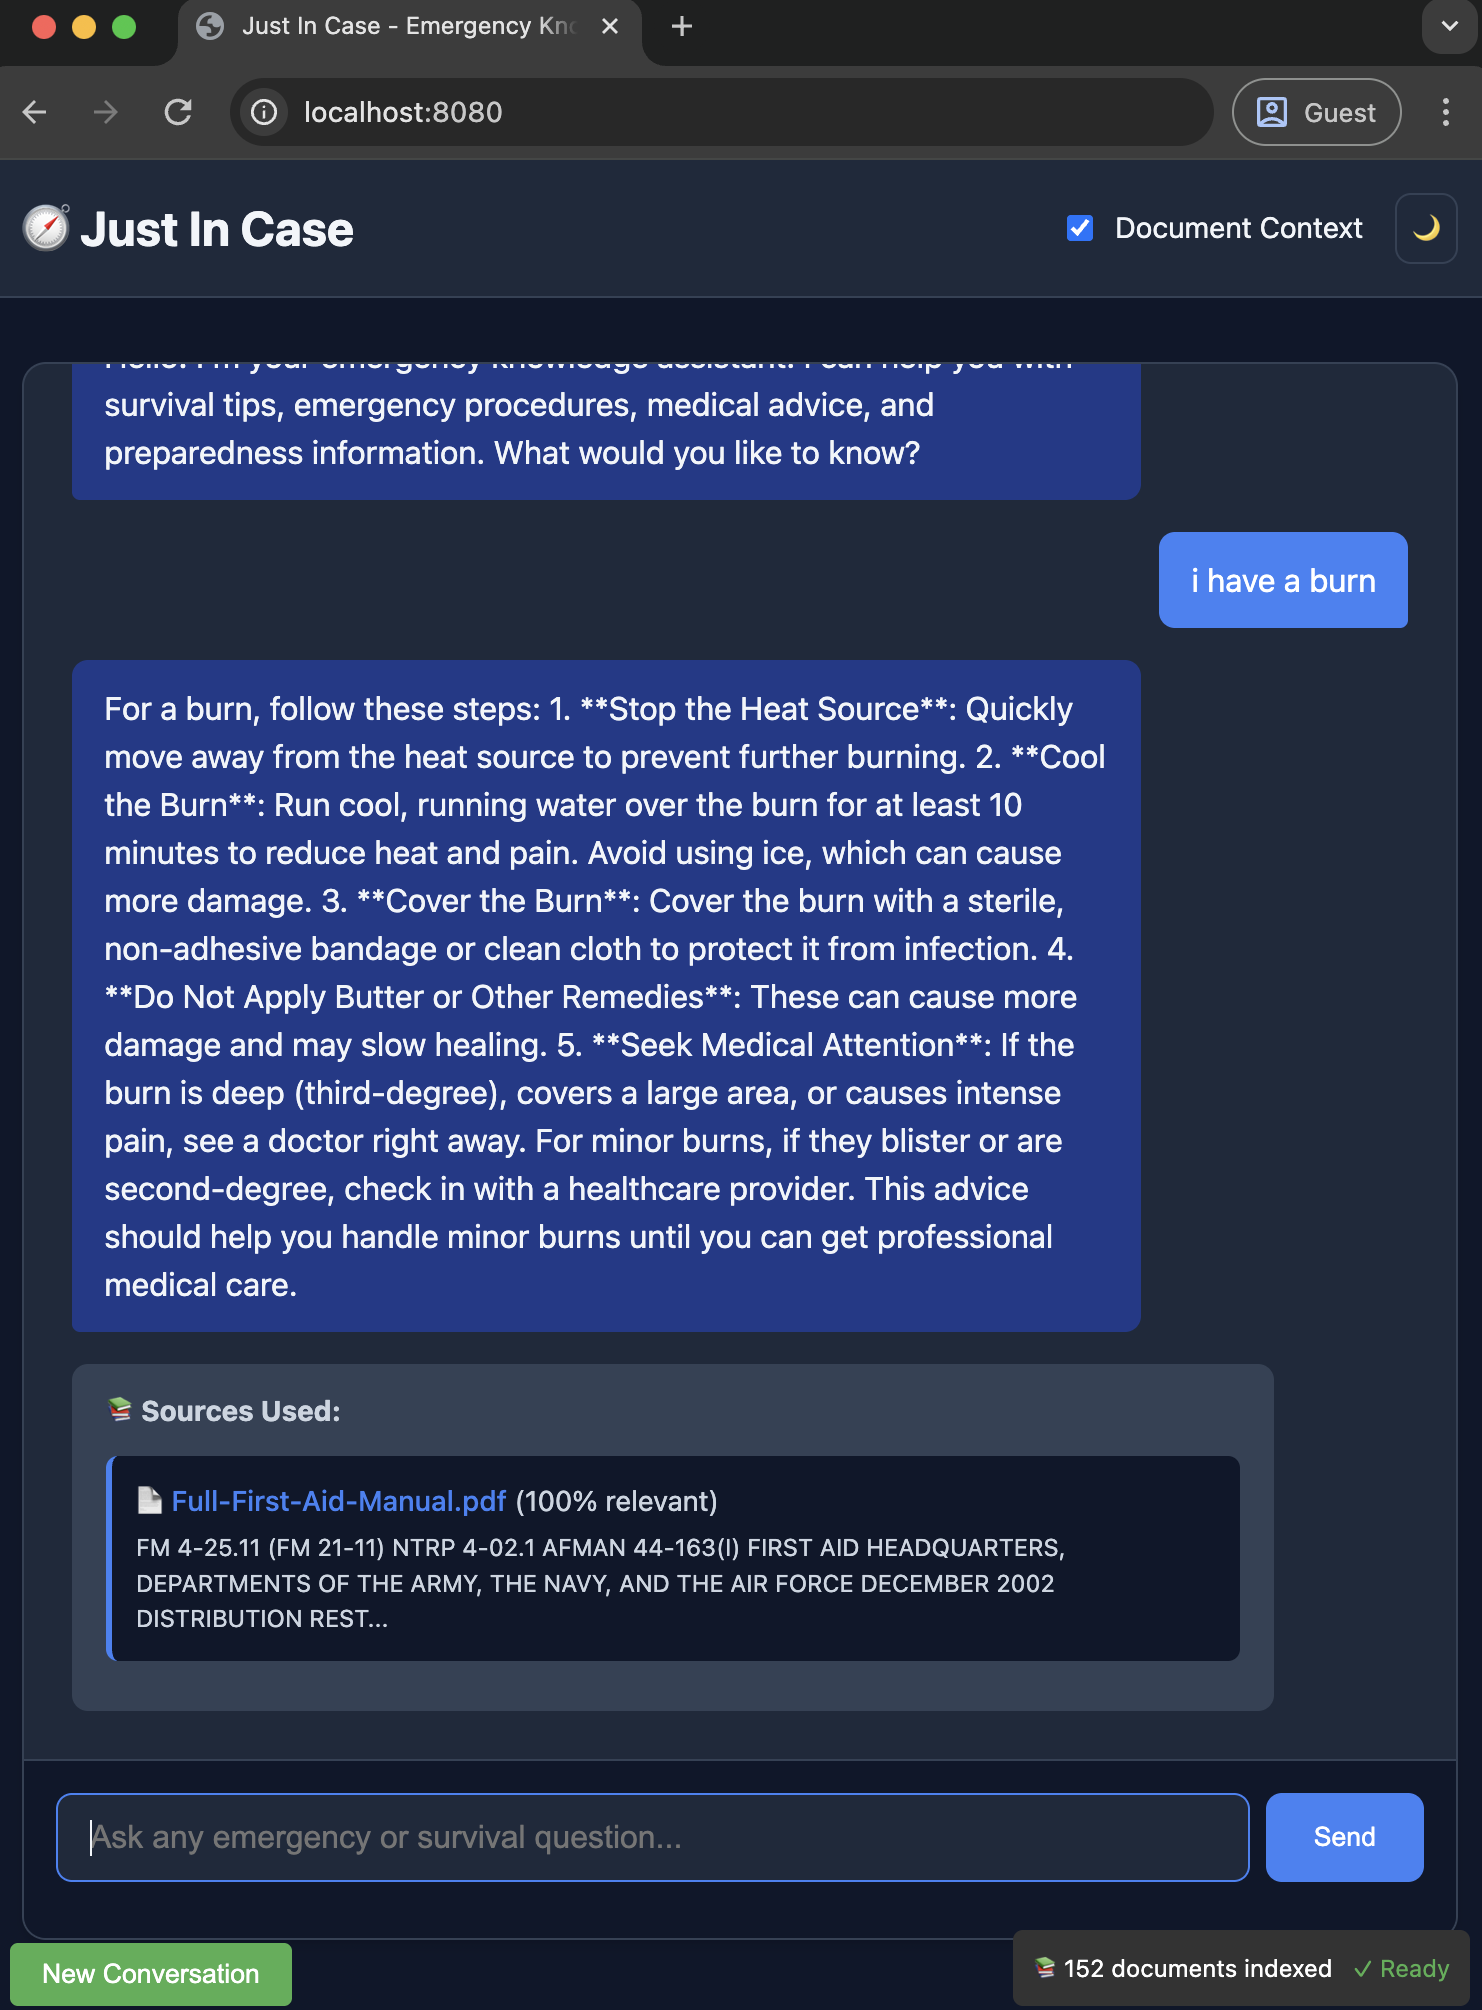 Just In Case - Emergency Kno
localhost:8080
Guest
Just In Case
Document Context
Hello! I'm your emergency knowledge assistant. I can help you with
survival tips, emergency procedures, medical advice, and
preparedness information. What would you like to know?
i have a burn
For a burn, follow these steps: 1. **Stop the Heat Source**: Quickly
move away from the heat source to prevent further burning. 2. **Cool
the Burn**: Run cool, running water over the burn for at least 10
minutes to reduce heat and pain. Avoid using ice, which can cause
more damage. 3. **Cover the Burn**: Cover the burn with a sterile,
non-adhesive bandage or clean cloth to protect it from infection. 4.
**Do Not Apply Butter or Other Remedies**: These can cause more
damage and may slow healing. 5. **Seek Medical Attention**: If the
burn is deep (third-degree), covers a large area, or causes intense
pain, see a doctor right away. For minor burns, if they blister or are
second-degree, check in with a healthcare provider. This advice
should help you handle minor burns until you can get professional
medical care.
Sources Used:
Full-First-Aid-Manual.pdf (100% relevant)
FM 4-25.11 (FM 21-11) NTRP 4-02.1 AFMAN 44-163(I) FIRST AID HEADQUARTERS,
DEPARTMENTS OF THE ARMY, THE NAVY, AND THE AIR FORCE DECEMBER 2002
DISTRIBUTION REST...
Ask any emergency or survival question...
Send
New Conversation
152 documents indexed ✓ Ready